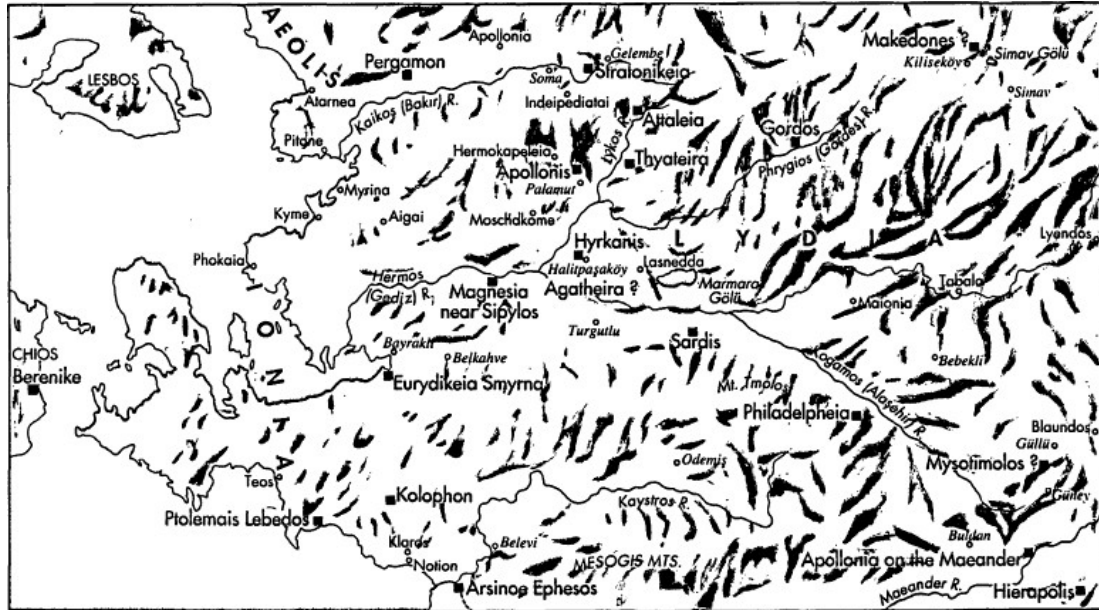 AEOLIS
Apollonia
Gelembe
Makedones ?
Simav Gölü
Kiliseköy
Simav
LESBOS
Pergamon
Soma
Stratonikeia
Indeipediatai
Atarnea
Kaikos (Bakır) R.
Attaleia
Gordos
Phrygios (Gordes) R.
Pitane
Lykos R.
Hermokapeleia
Thyateira
Apollonis
Palamut
Myrina
Kyme
Aigai
Moschakome
LYDIA
Lyendos
Hyrkanis
Phokaia
Halitpaşaköy
Lasnedda
Hermos
(Gediz) R.
Agatheira ?
Marmara
Gölü
Tabala
Maionia
Magnesia
near Sipylos
IONIA
Turgutlu
Sardis
Bebekli
Bayraklı
Belkahve
CHIOS
Berenike
Eurydikeia Smyrna
Logamos (Alaşehir) R.
Mt. Tmolos
Philadelpheia
Blaundos
Güllü
Mysotimolos ?
Teos
Odemiş
Güney
Kolophon
Kaystros R.
Ptolemais Lebedos
Buldan
Klaros
Belevi
Notion
MESOGIS MTS.
Apollonia on the Maeander
Arsinoe Ephesos
Maeander R.
Hierapolis